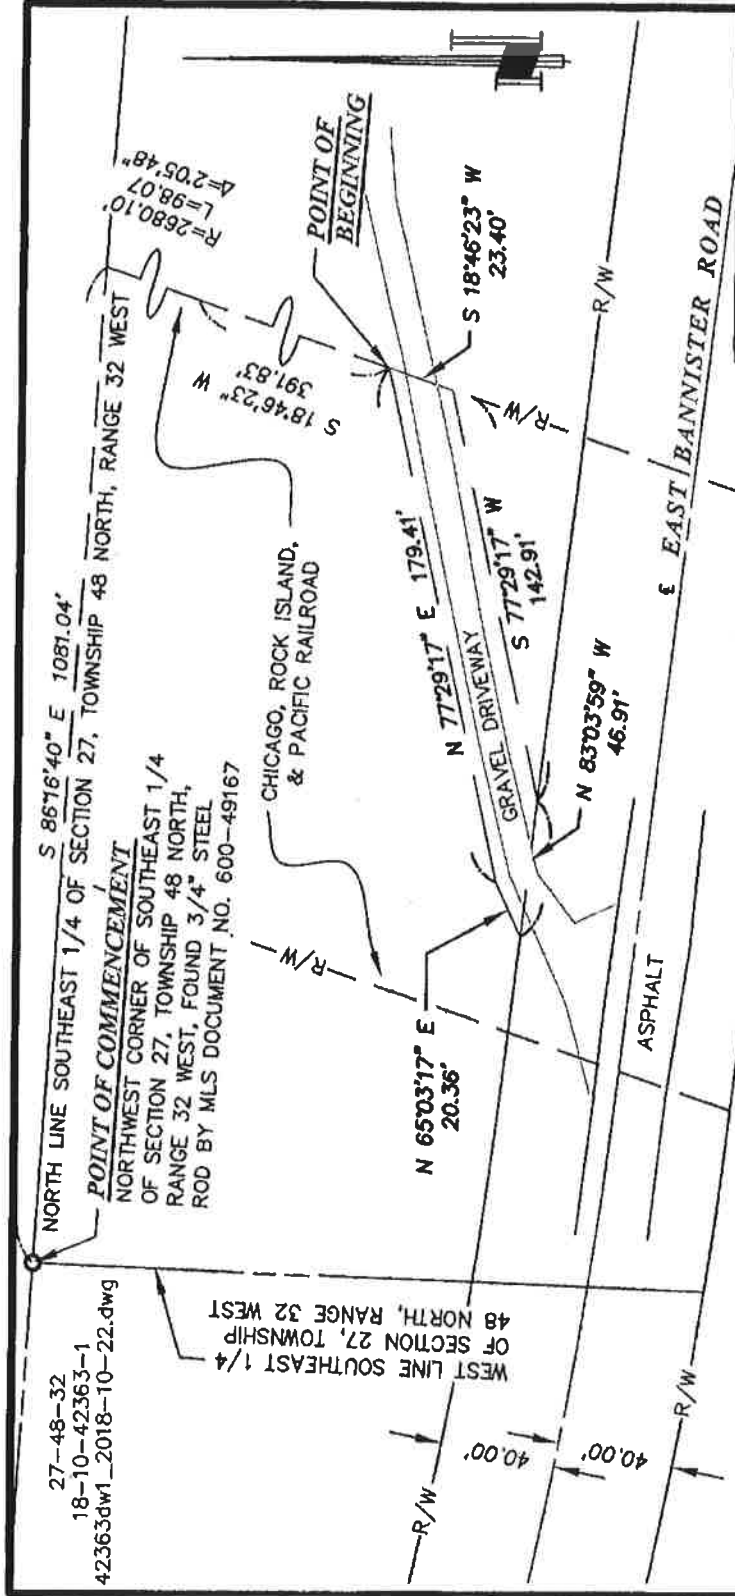 27-48-32
18-10-42363-1
42363dw1_2018-10-22.dwg
S 86°16'40" E 1081.04'
NORTH LINE SOUTHEAST 1/4 OF SECTION 27, TOWNSHIP 48 NORTH, RANGE 32 WEST
POINT OF COMMENCEMENT
NORTHWEST CORNER OF SOUTHEAST 1/4
OF SECTION 27, TOWNSHIP 48 NORTH,
RANGE 32 WEST, FOUND 3/4" STEEL
ROD BY MLS DOCUMENT NO. 600-49167
WEST LINE SOUTHEAST 1/4
OF SECTION 27, TOWNSHIP
48 NORTH, RANGE 32 WEST
R=2680.10'
L=98.07
Δ=2°05'48"
S 18°46'23" W
391.83'
CHICAGO, ROCK ISLAND,
& PACIFIC RAILROAD
POINT OF
BEGINNING
S 18°46'23" W
23.40'
R/W
R/W
N 77°29'17" E 179.41'
GRAVEL DRIVEWAY
S 77°29'17" W
142.91'
R/W
N 65°03'17" E
20.36'
N 83°03'59" W
46.91'
ASPHALT
℄ EAST BANNISTER ROAD
R/W
40.00'
40.00'
R/W